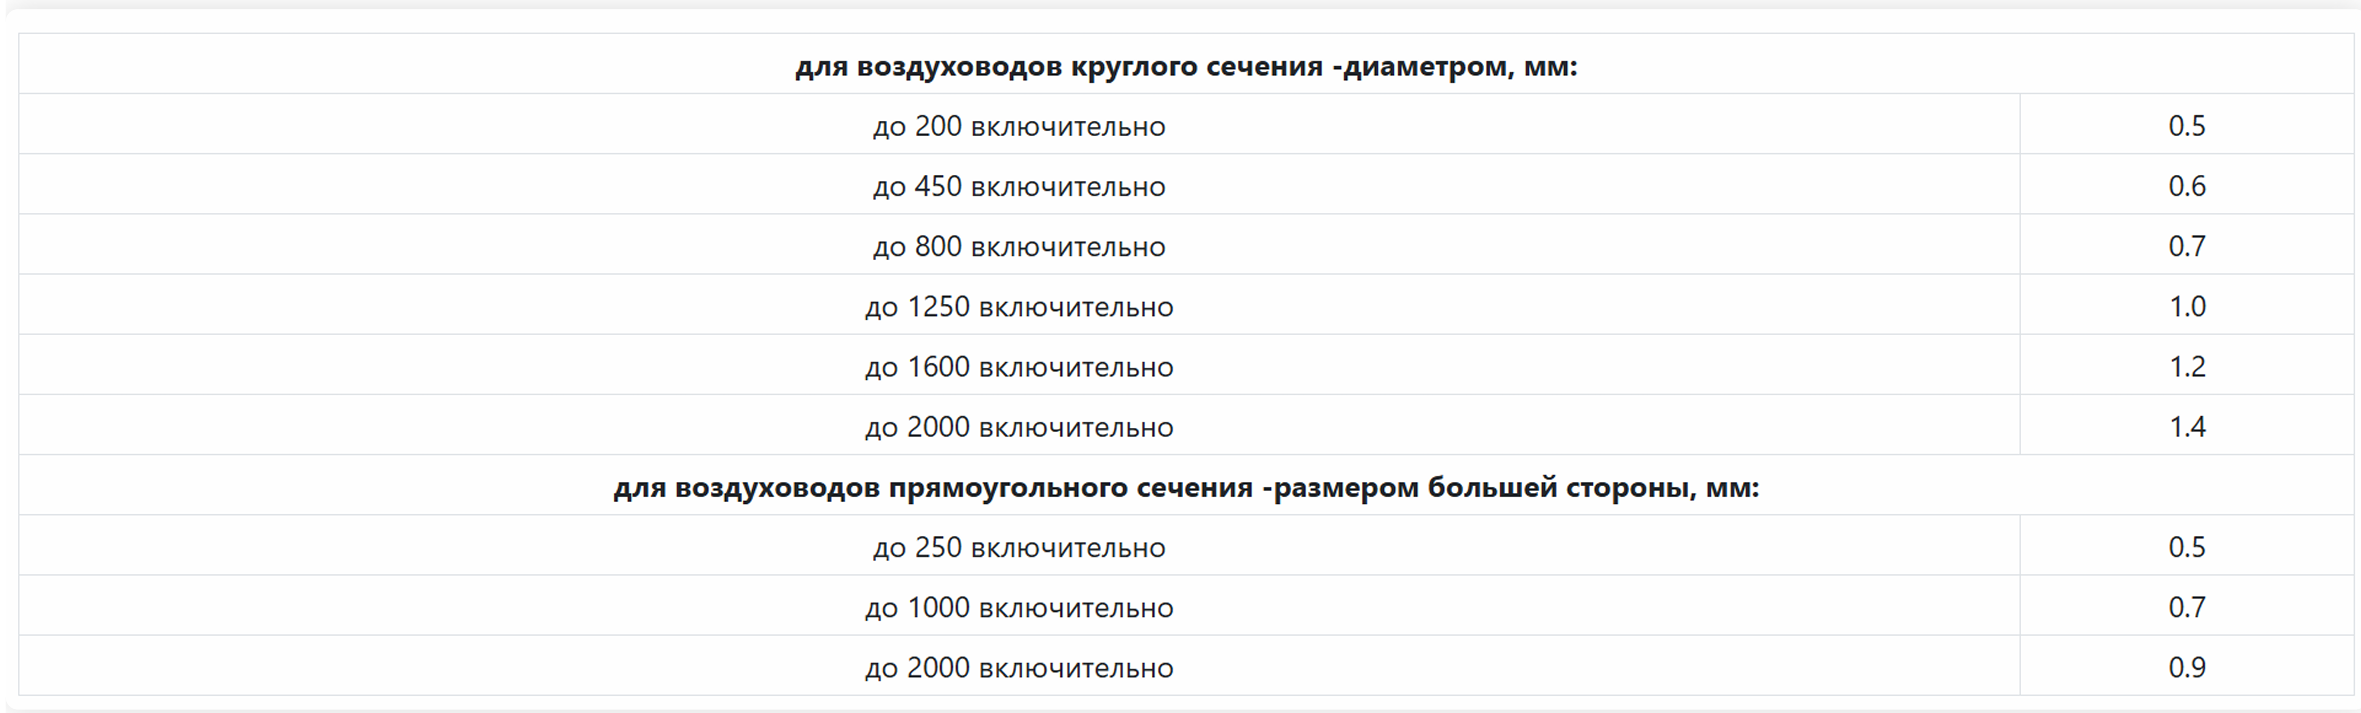 для воздуховодов круглого сечения -диаметром, мм:
до 200 включительно 0.5
до 450 включительно 0.6
до 800 включительно 0.7
до 1250 включительно 1.0
до 1600 включительно 1.2
до 2000 включительно 1.4
для воздуховодов прямоугольного сечения -размером большей стороны, мм:
до 250 включительно 0.5
до 1000 включительно 0.7
до 2000 включительно 0.9